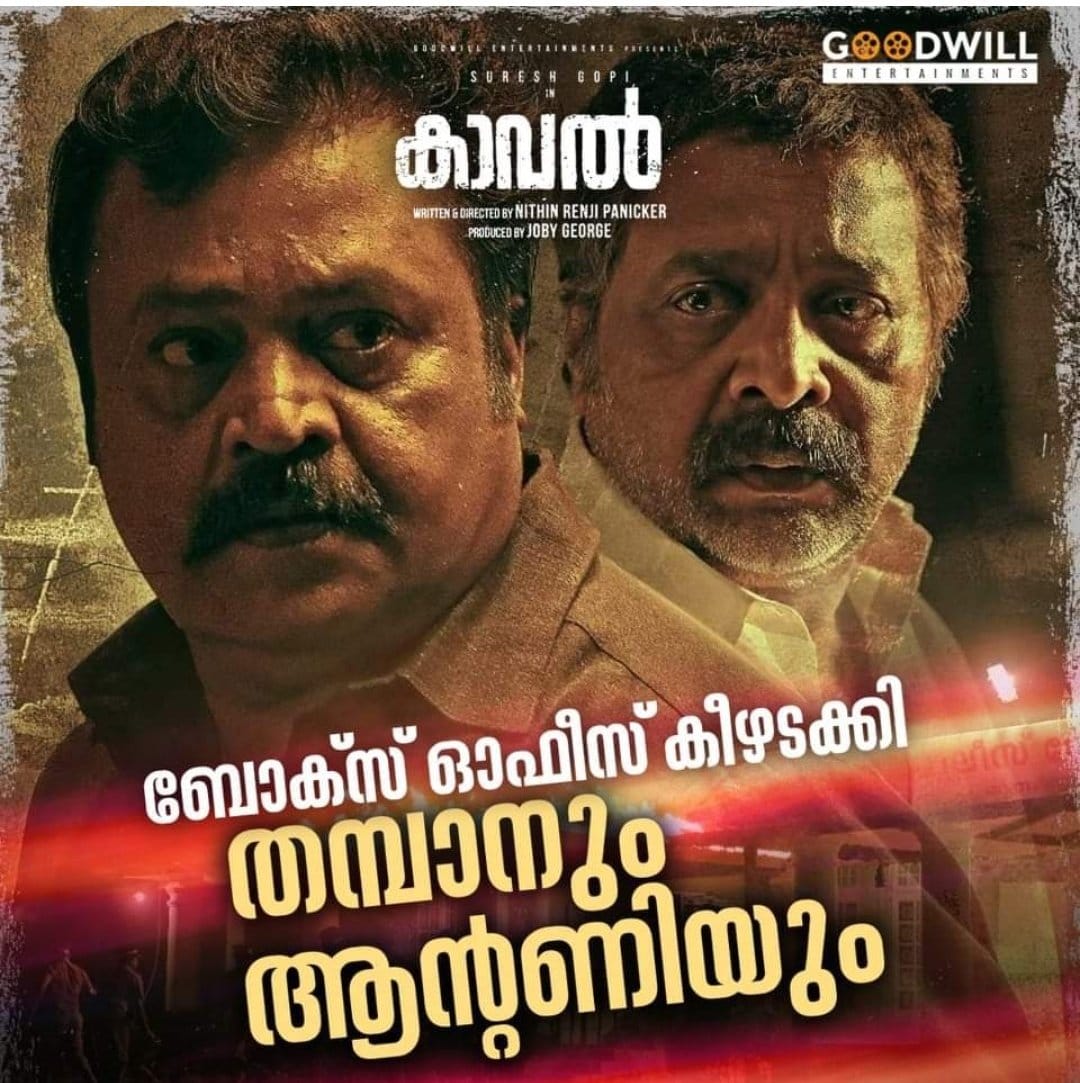 GOODWILL ENTERTAINMENTS PRESENTS
GOODWILL
ENTERTAINMENTS
SURESH GOPI
IN
കാവൽ
WRITTEN & DIRECTED BY NITHIN RENJI PANICKER
PRODUCED BY JOBY GEORGE
ബോക്സ് ഓഫീസ് കീഴടക്കി
തമ്പാനും
ആന്റണിയും